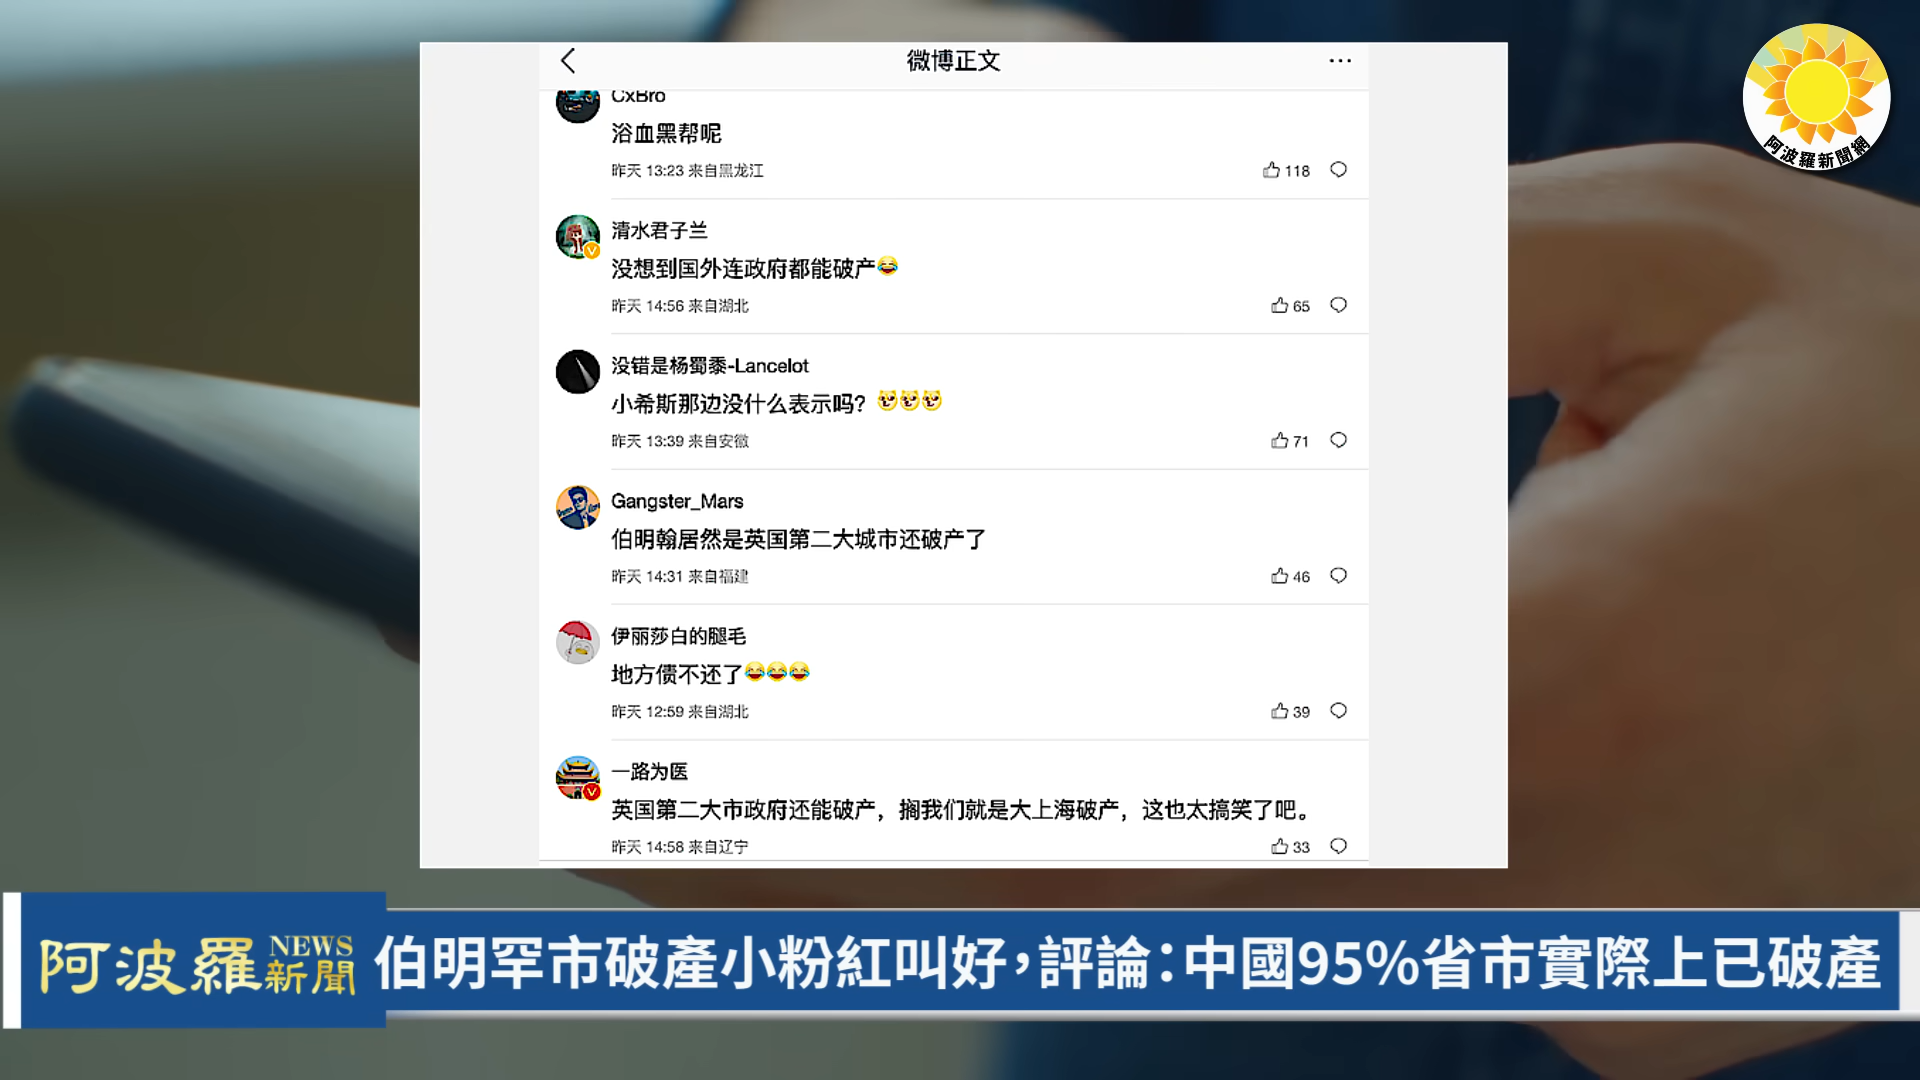 微博正文
CxBro
浴血黑帮呢
昨天 13:23 来自黑龙江
118
清水君子兰
没想到国外连政府都能破产😂
昨天 14:56 来自湖北
65
没错是杨蜀黍-Lancelot
小希斯那边没什么表示吗?
昨天 13:39 来自安徽
71
Gangster_Mars
伯明翰居然是英国第二大城市还破产了
昨天 14:31 来自福建
46
伊丽莎白的腿毛
地方债不还了😂😂😂
昨天 12:59 来自湖北
39
一路为医
英国第二大市政府还能破产，搁我们就是大上海破产，这也太搞笑了吧。
昨天 14:58 来自辽宁
33
阿波羅新聞網
阿波羅 NEWS 新聞
伯明罕市破產小粉紅叫好，評論：中國95%省市實際上已破產